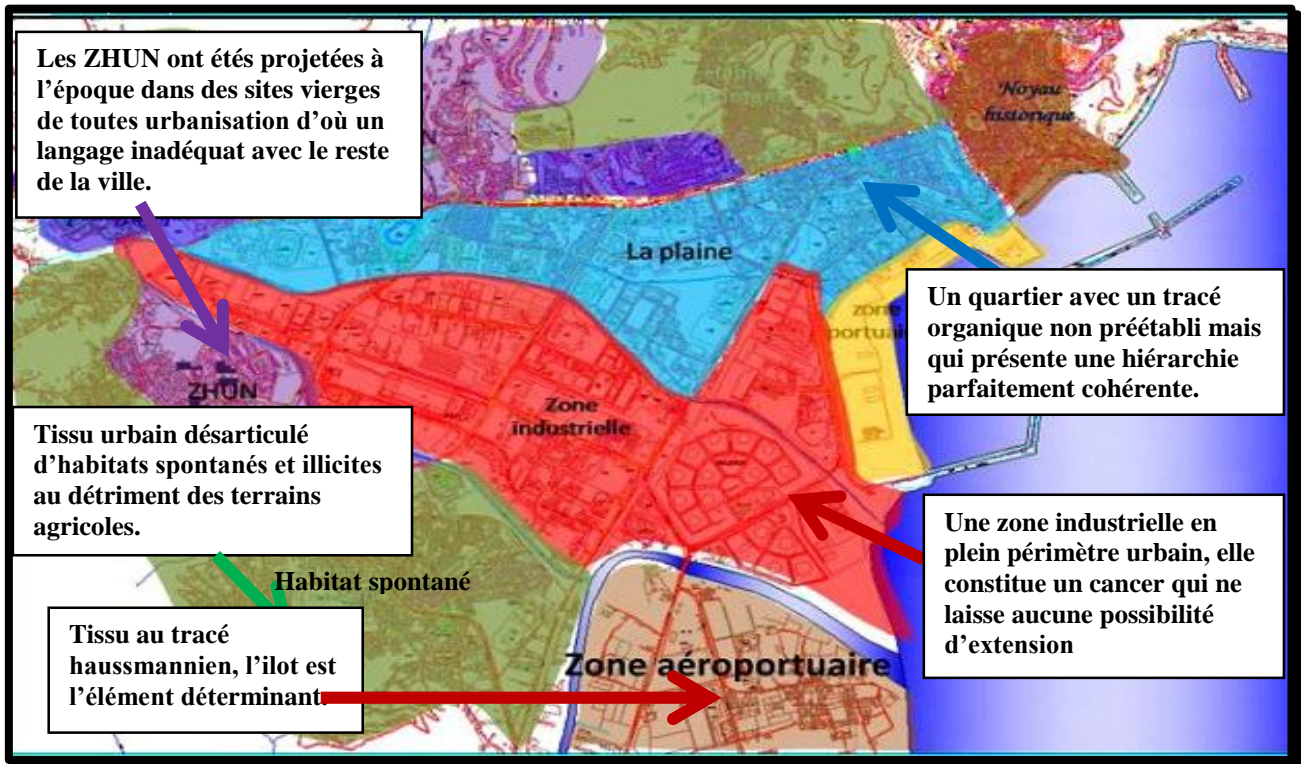 Les ZHUN ont étés projetées à
l'époque dans des sites vierges
de toutes urbanisation d'où un
langage inadéquat avec le reste
de la ville.
Noyau
historique
La plaine
zone
portuai
Un quartier avec un tracé
organique non préétabli mais
qui présente une hiérarchie
parfaitement cohérente.
ZHUN
Zone
industrielle
Tissu urbain désarticulé
d'habitats spontanés et illicites
au détriment des terrains
agricoles.
Une zone industrielle en
plein périmètre urbain, elle
constitue un cancer qui ne
laisse aucune possibilité
d'extension
Habitat spontané
Tissu au tracé
haussmannien, l'ilot est
l'élément déterminant.
Zone aéroportuaire